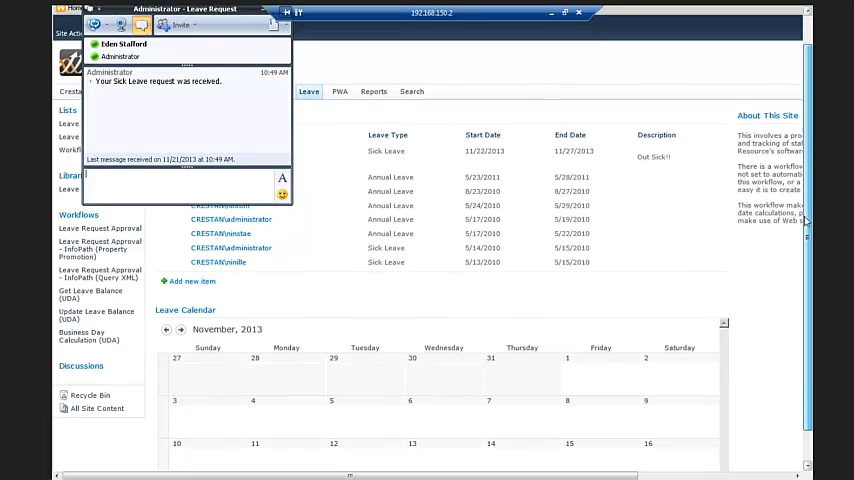 Home
Administrator - Leave Request
192.168.150.2
Site Acti
Invite
Eden Stafford
Administrator
Administrator 10:49 AM
Your Sick Leave request was received.
Last message received on 11/21/2013 at 10:49 AM.
A
Cresta
Leave
PWA
Reports
Search
Lists
Leave
Leave
Workfl
Librari
Leave
Workflows
Leave Request Approval
Leave Request Approval
- InfoPath (Property
Promotion)
Leave Request Approval
- InfoPath (Query XML)
Get Leave Balance
(UDA)
Update Leave Balance
(UDA)
Business Day
Calculation (UDA)
Discussions
Recycle Bin
All Site Content
Leave Type Start Date End Date Description
Sick Leave 11/22/2013 11/27/2013 Out Sick!!
Annual Leave 5/23/2011 5/28/2011
Annual Leave 8/23/2010 8/27/2010
Annual Leave 5/24/2010 5/29/2010
CRESTAN\administrator Annual Leave 5/17/2010 5/19/2010
CRESTAN\ninstae Annual Leave 5/17/2010 5/22/2010
CRESTAN\administrator Sick Leave 5/14/2010 5/15/2010
CRESTAN\ninille Sick Leave 5/13/2010 5/15/2010
Add new item
Leave Calendar
November, 2013
Sunday Monday Tuesday Wednesday Thursday Friday Saturday
27 28 29 30 31 1 2
3 4 5 6 7 8 9
10 11 12 13 14 15 16
About This Site
This involves a pro
and tracking of stat
Resource's softwar
There is a workflow
not set to automati
this workflow, or a
easy it is to create
This workflow make
date calculations, p
make use of Web s